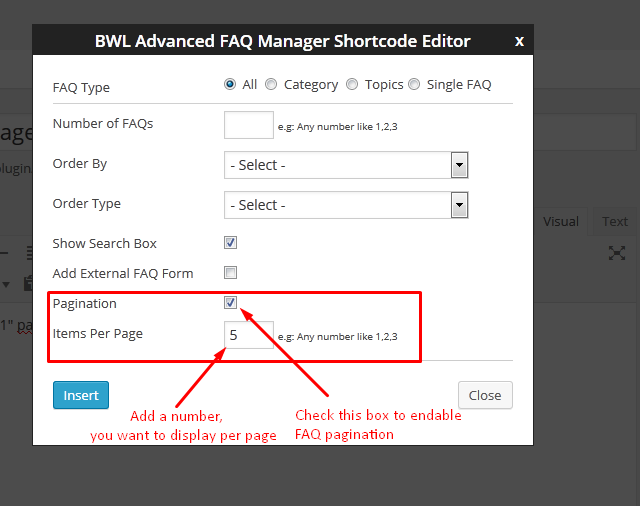 BWL Advanced FAQ Manager Shortcode Editor x
FAQ Type All Category Topics Single FAQ
age
Number of FAQs e.g: Any number like 1,2,3
plugin
Order By - Select -
Order Type - Select -
Visual Text
Show Search Box
Add External FAQ Form
Pagination
1" pa
Items Per Page 5 e.g: Any number like 1,2,3
Insert Close
Add a number,
you want to display per page
Check this box to endable
FAQ pagination